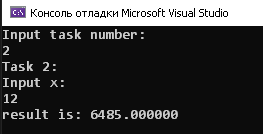 Консоль отладки Microsoft Visual Studio
Input task number:
2
Task 2:
Input x:
12
result is: 6485.000000